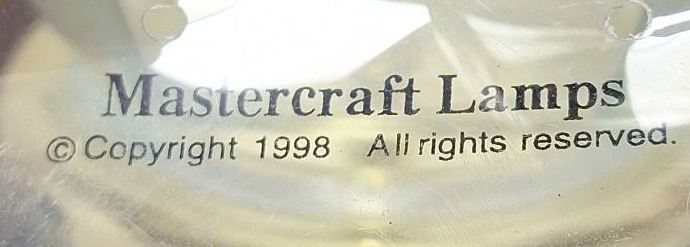 Mastercraft Lamps
© Copyright 1998 All rights reserved.